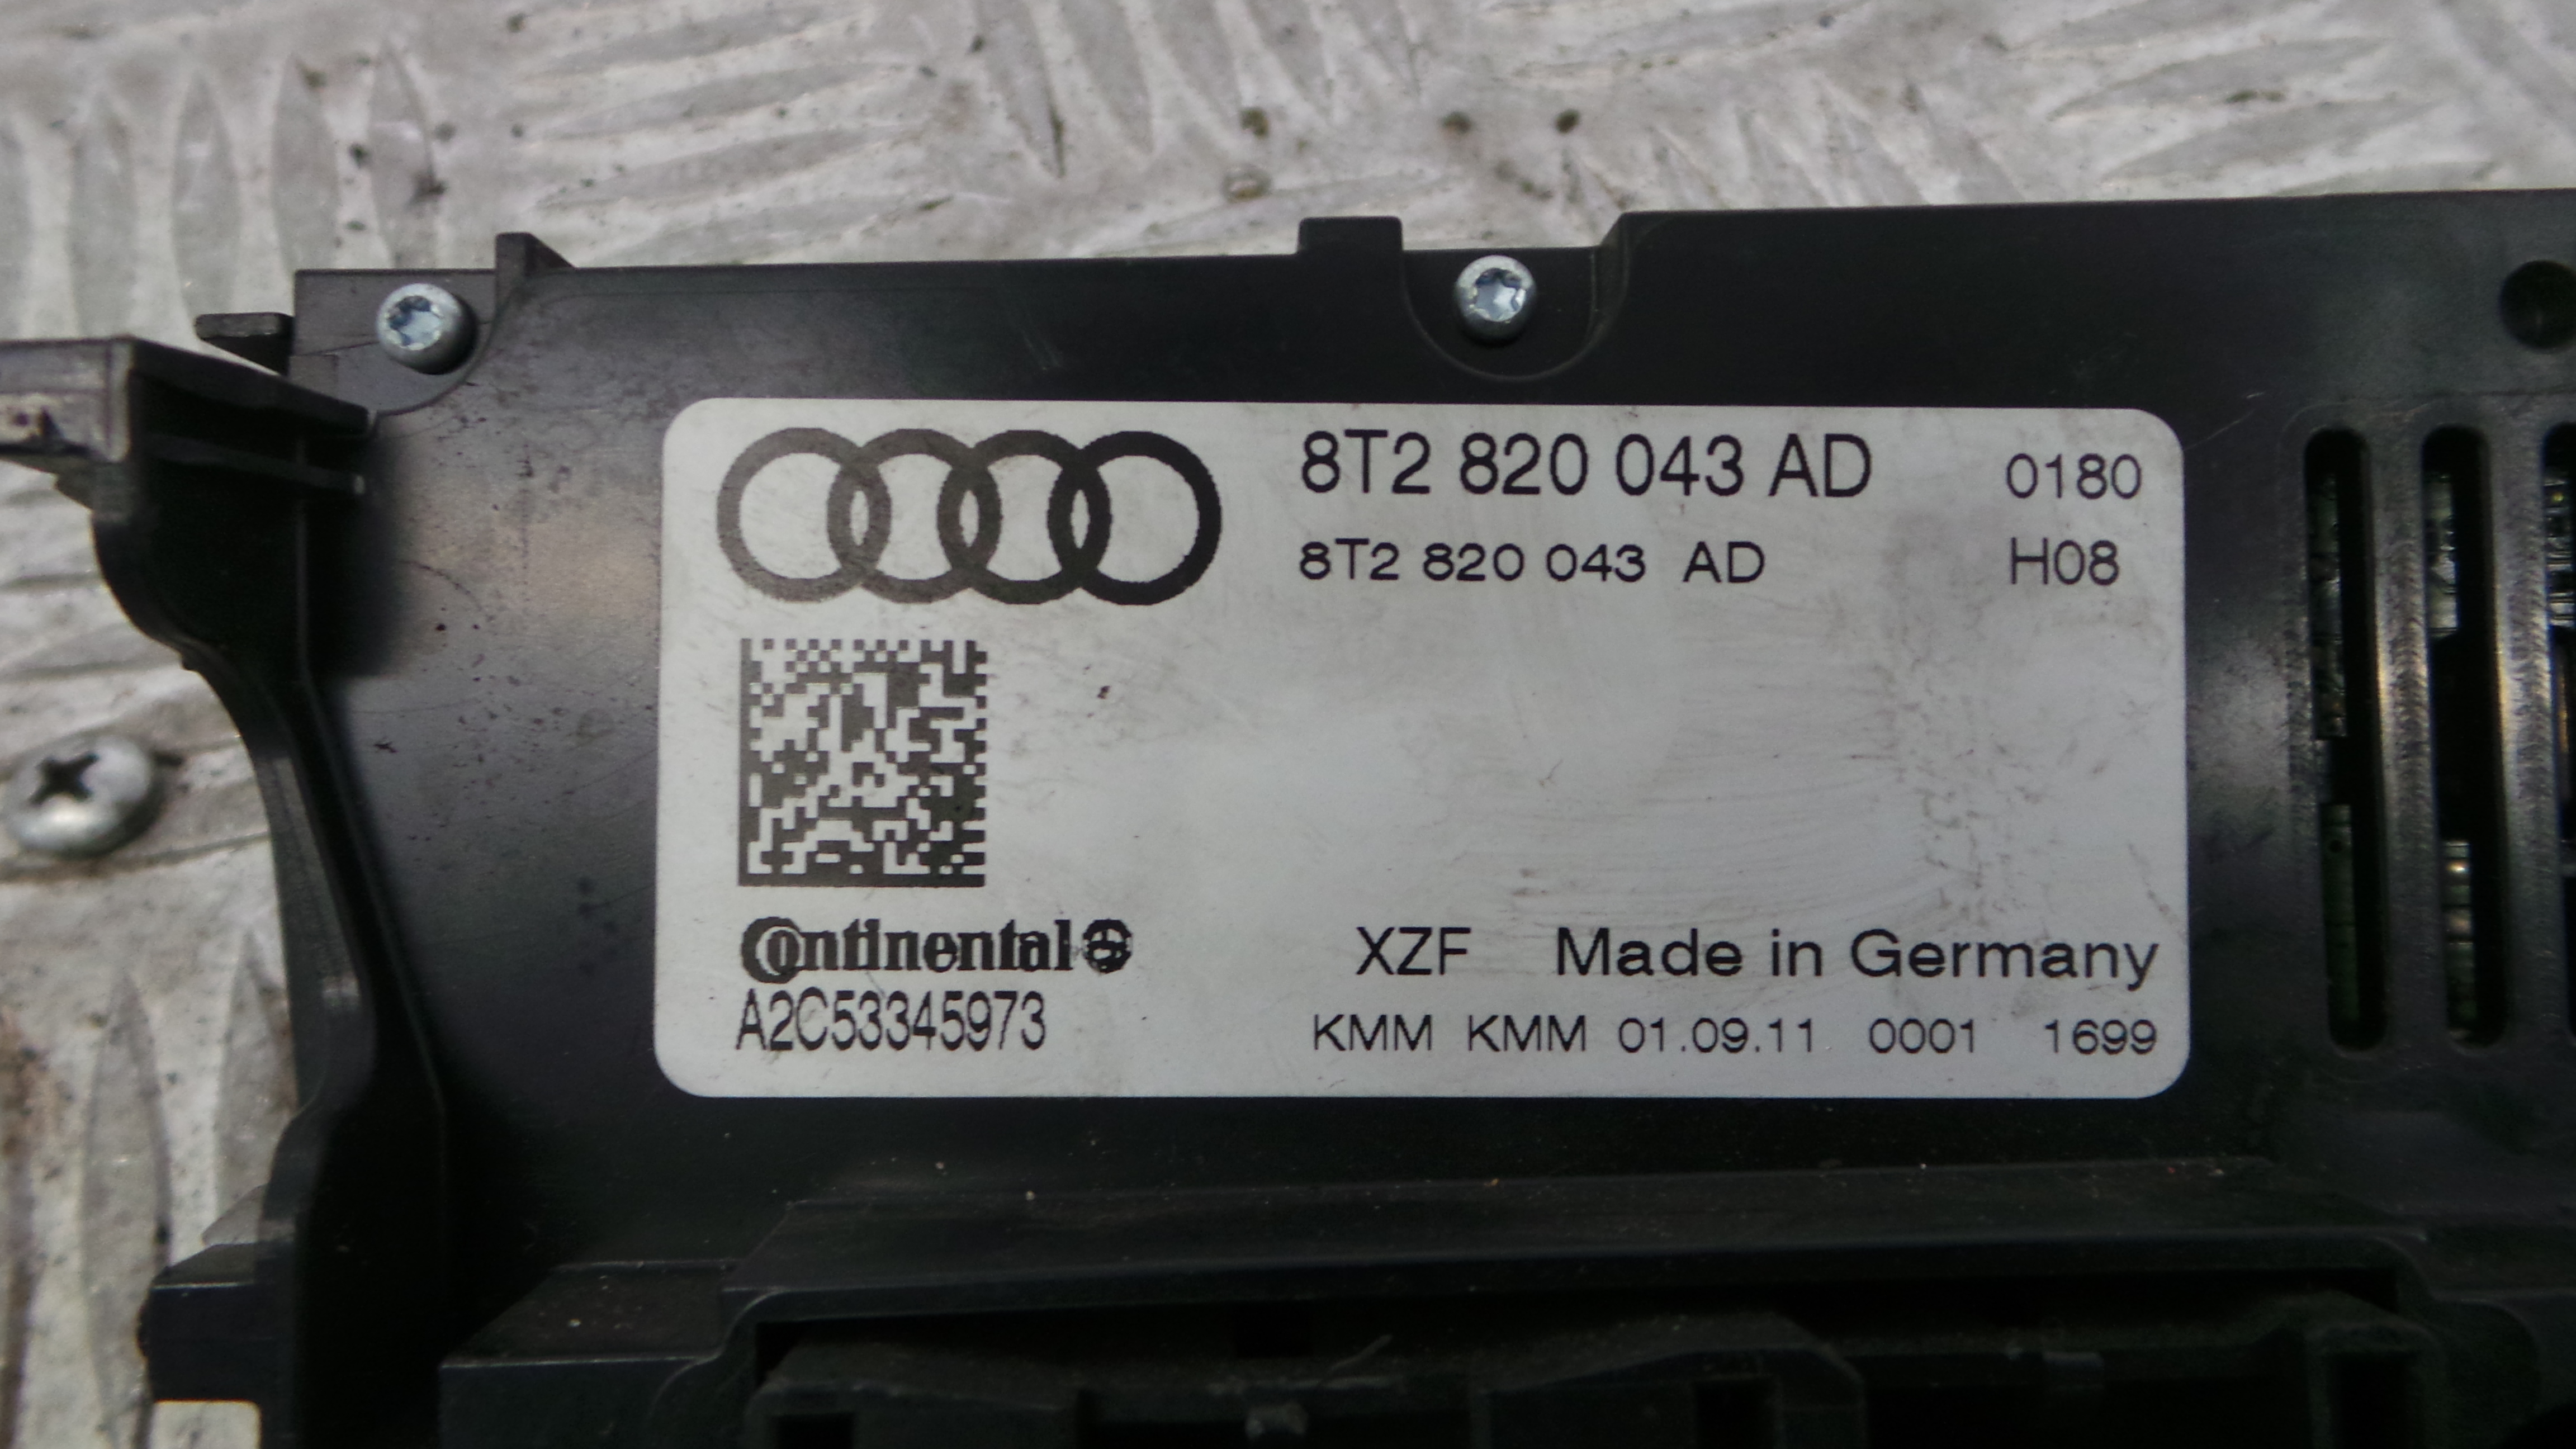 8T2 820 043 AD 0180
8T2 820 043 AD H08
Continental
A2C53345973
XZF Made in Germany
KMM KMM 01.09.11 0001 1699